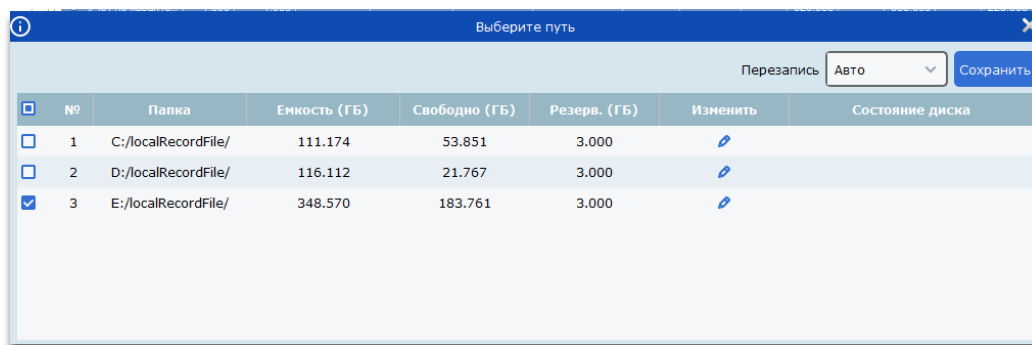 Выберите путь
Перезапись Авто Сохранить
№ Папка Емкость (ГБ) Свободно (ГБ) Резерв. (ГБ) Изменить Состояние диска
1 C:/localRecordFile/ 111.174 53.851 3.000
2 D:/localRecordFile/ 116.112 21.767 3.000
3 E:/localRecordFile/ 348.570 183.761 3.000